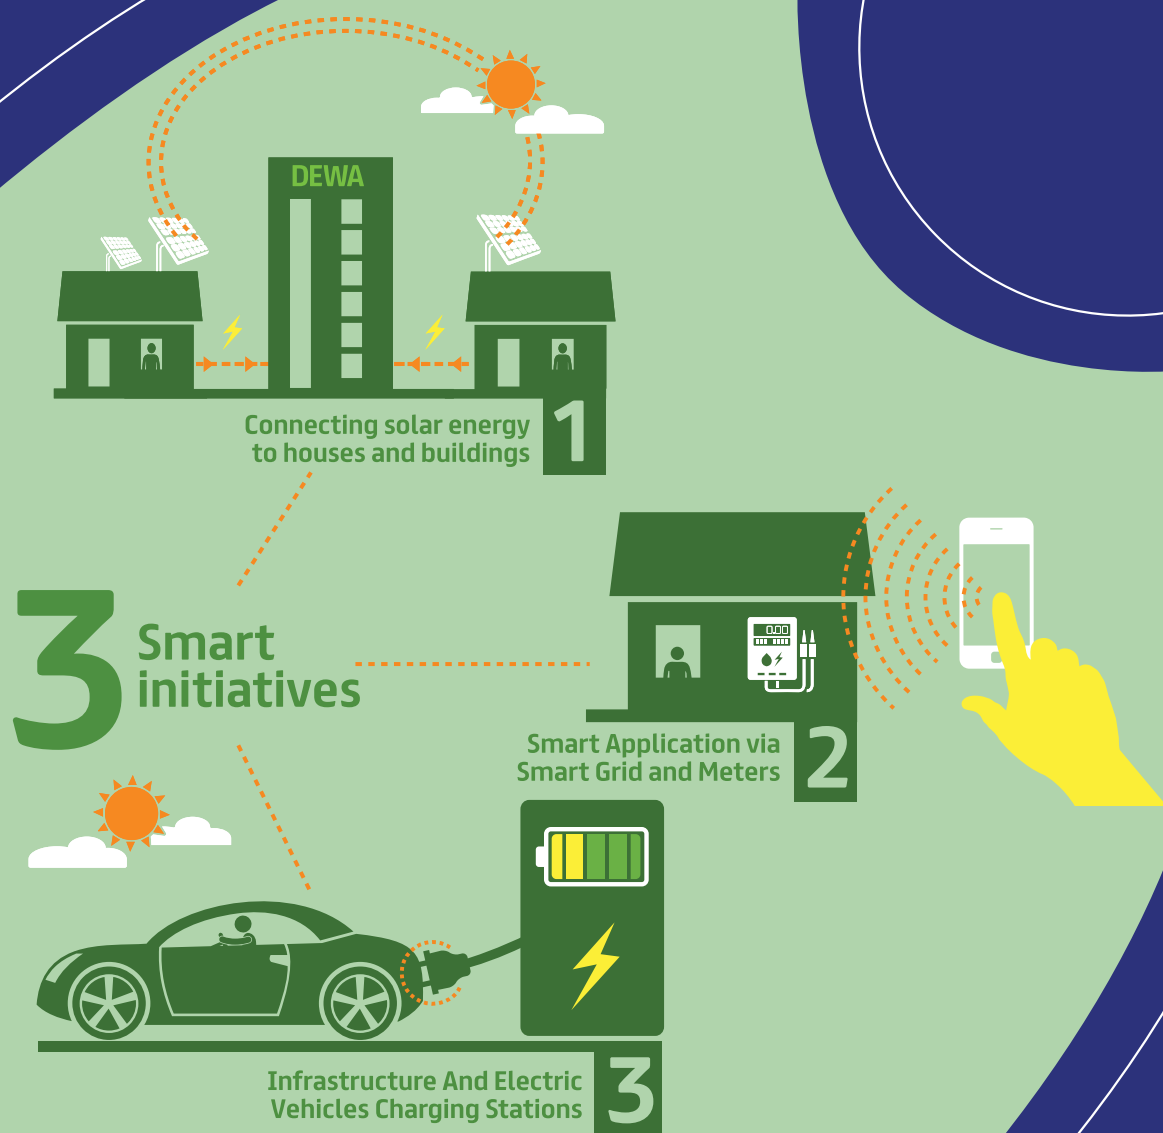 DEWA
Connecting solar energy
to houses and buildings
1
3
Smart
initiatives
0.00
Smart Application via
Smart Grid and Meters
2
Infrastructure And Electric
Vehicles Charging Stations
3